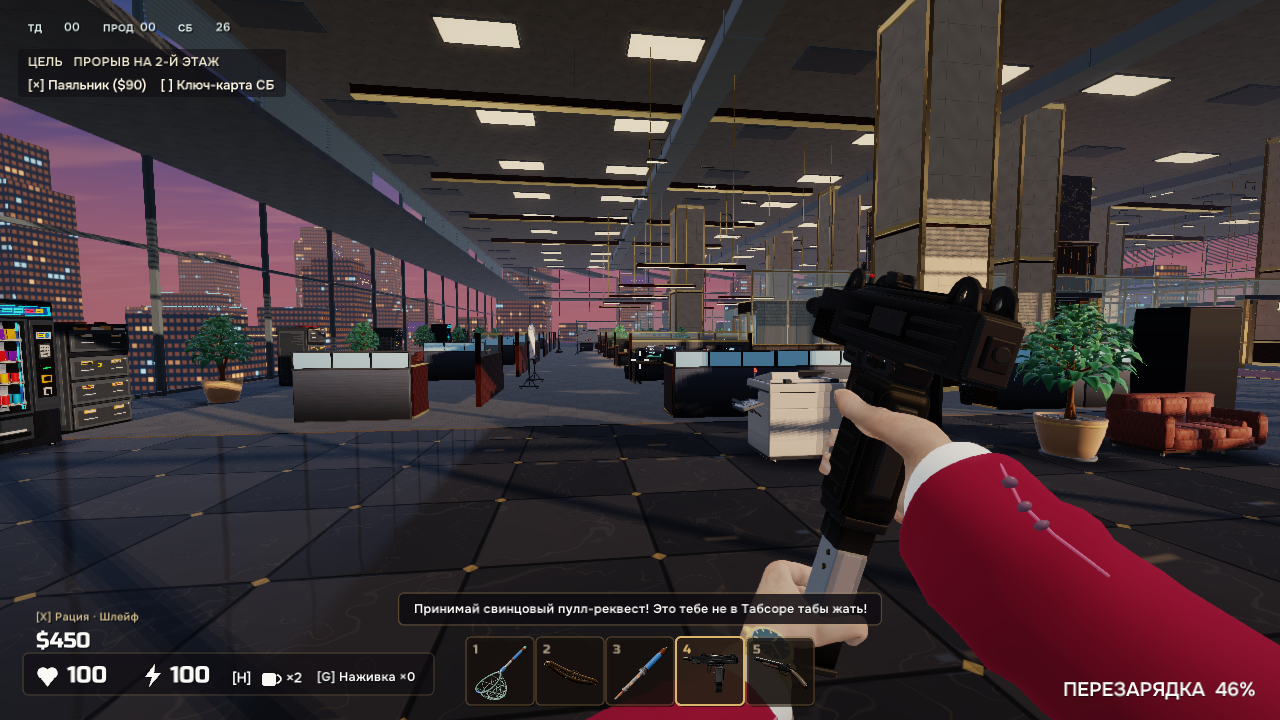 ТД 00 ПРОД 00 СБ 26
ЦЕЛЬ ПРОРЫВ НА 2-Й ЭТАЖ
[×] Паяльник ($90) [ ] Ключ-карта СБ
[X] Рация · Шлейф
$450
100 100 [H] ×2 [G] Наживка ×0
Принимай свинцовый пулл-реквест! Это тебе не в Табсоре табы жать!
1 2 3 4 5
ПЕРЕЗАРЯДКА 46%